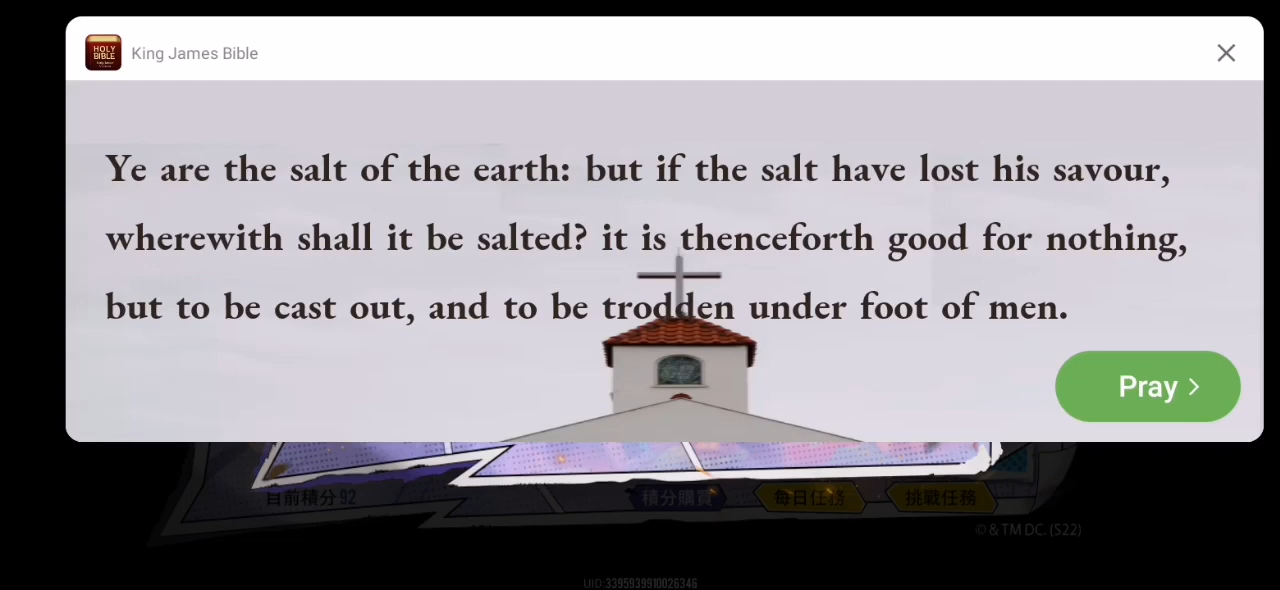 HOLY
BIBLE
King James Bible
Ye are the salt of the earth: but if the salt have lost his savour,
wherewith shall it be salted? it is thenceforth good for nothing,
but to be cast out, and to be trodden under foot of men.
Pray
目前積分 92
積分購買
每日任務
挑戰任務
© & TM DC. (S22)
UID:3395939910026346